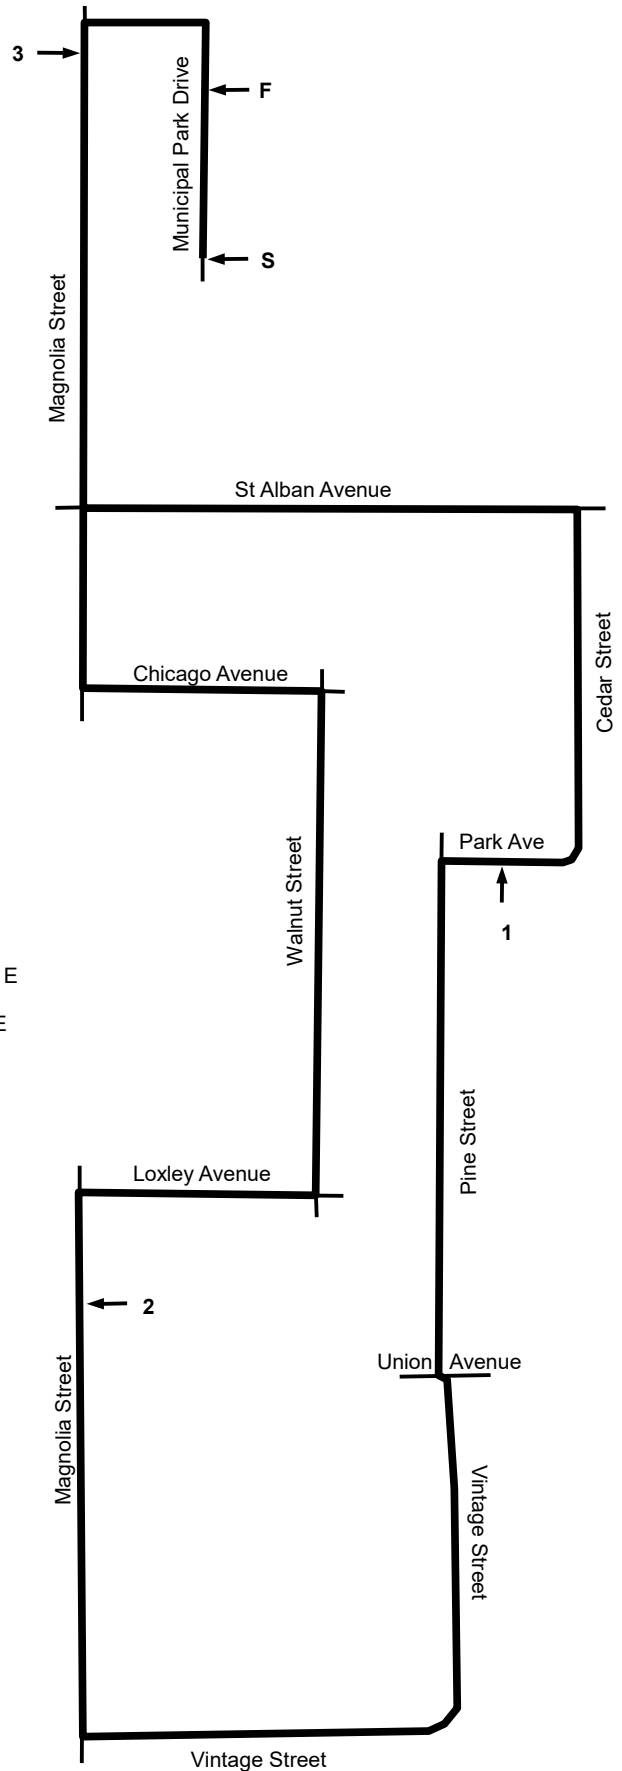 3
F
Municipal Park Drive
S
Magnolia Street
St Alban Avenue
Cedar Street
Chicago Avenue
Park Ave
1
Walnut Street
E
E
Pine Street
Loxley Avenue
2
Union Avenue
Magnolia Street
Vintage Street
Vintage Street